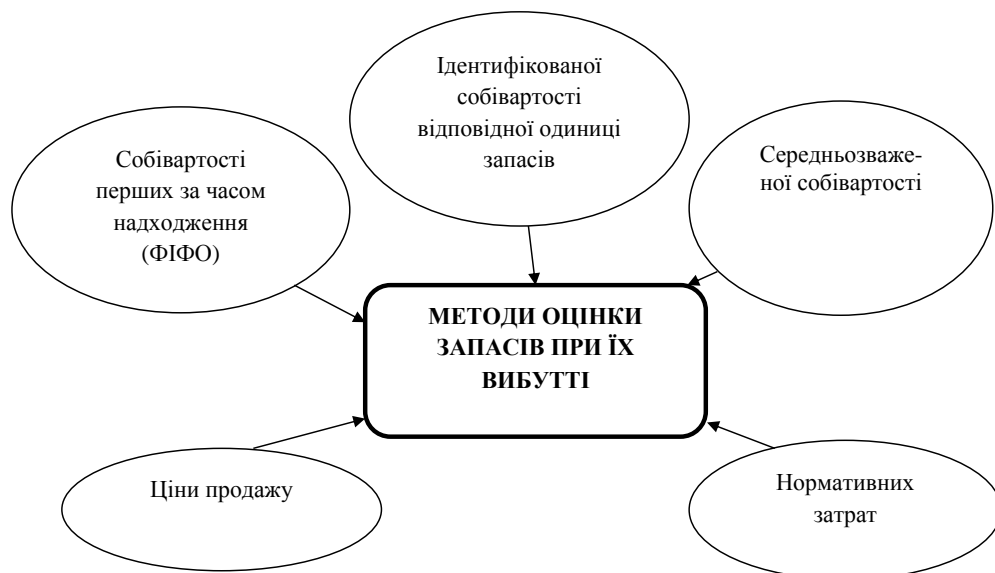 Ідентифікованої
собівартості
відповідної одиниці
запасів
Собівартості
перших за часом
надходження
(ФІФО)
Середньозваже-
ної собівартості
МЕТОДИ ОЦІНКИ
ЗАПАСІВ ПРИ ЇХ
ВИБУТТІ
Ціни продажу
Нормативних
затрат